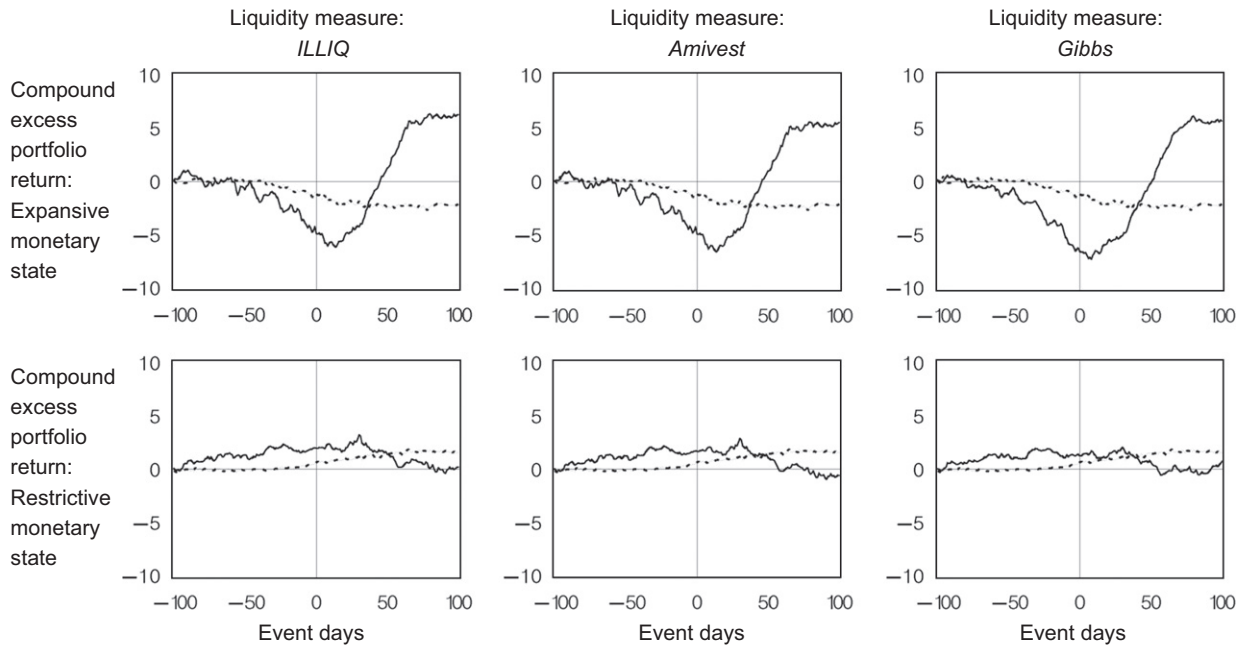 Liquidity measure:
ILLIQ
Liquidity measure:
Amivest
Liquidity measure:
Gibbs
Compound
excess
portfolio
return:
Expansive
monetary
state
10
5
0
−5
−10
−100 −50 0 50 100
10
5
0
−5
−10
−100 −50 0 50 100
10
5
0
−5
−10
−100 −50 0 50 100
Compound
excess
portfolio
return:
Restrictive
monetary
state
10
5
0
−5
−10
−100 −50 0 50 100
Event days
10
5
0
−5
−10
−100 −50 0 50 100
Event days
10
5
0
−5
−10
−100 −50 0 50 100
Event days